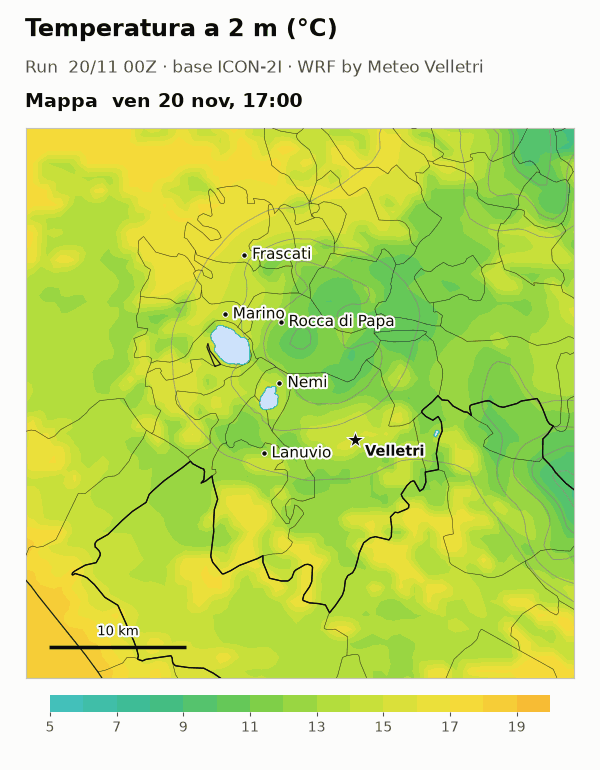 Temperatura a 2 m (°C)
Run  20/11 00Z · base ICON-2I · WRF by Meteo Velletri
Mappa  ven 20 nov, 17:00
Frascati
Marino
Rocca di Papa
Nemi
Velletri
Lanuvio
10 km
5 7 9 11 13 15 17 19